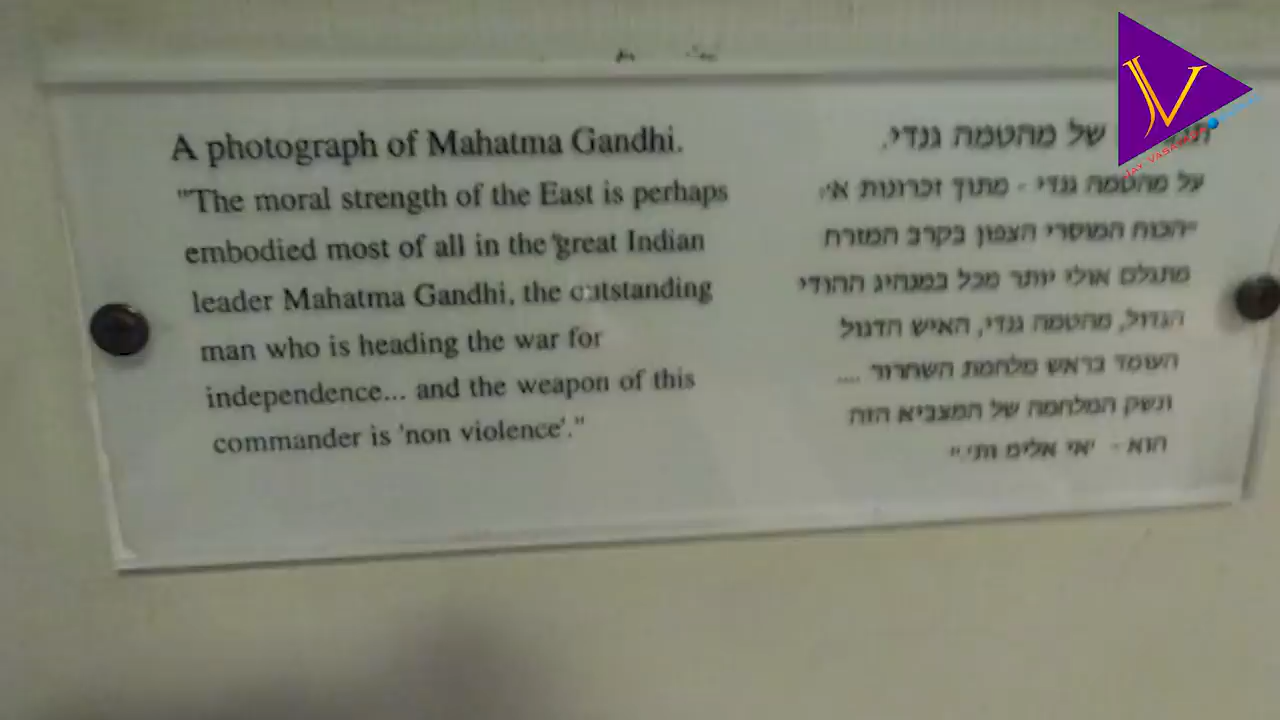 A photograph of Mahatma Gandhi.
"The moral strength of the East is perhaps
embodied most of all in the great Indian
leader Mahatma Gandhi, the outstanding
man who is heading the war for
independence... and the weapon of this
commander is 'non violence'."
של מהטמה גנדי.
על מהטמה גנדי - מתוך זכרונות
"הכוח המוסרי הצפון בקרב המזרח
מתגלם אולי יותר מכל במנהיג ההודי
הגדול, מהטמה גנדי, האיש הדגול
העומד בראש מלחמת השחרור ....
ונשק המלחמה של המצביא הזה
הוא - 'אי אלימות'."
V
JAY